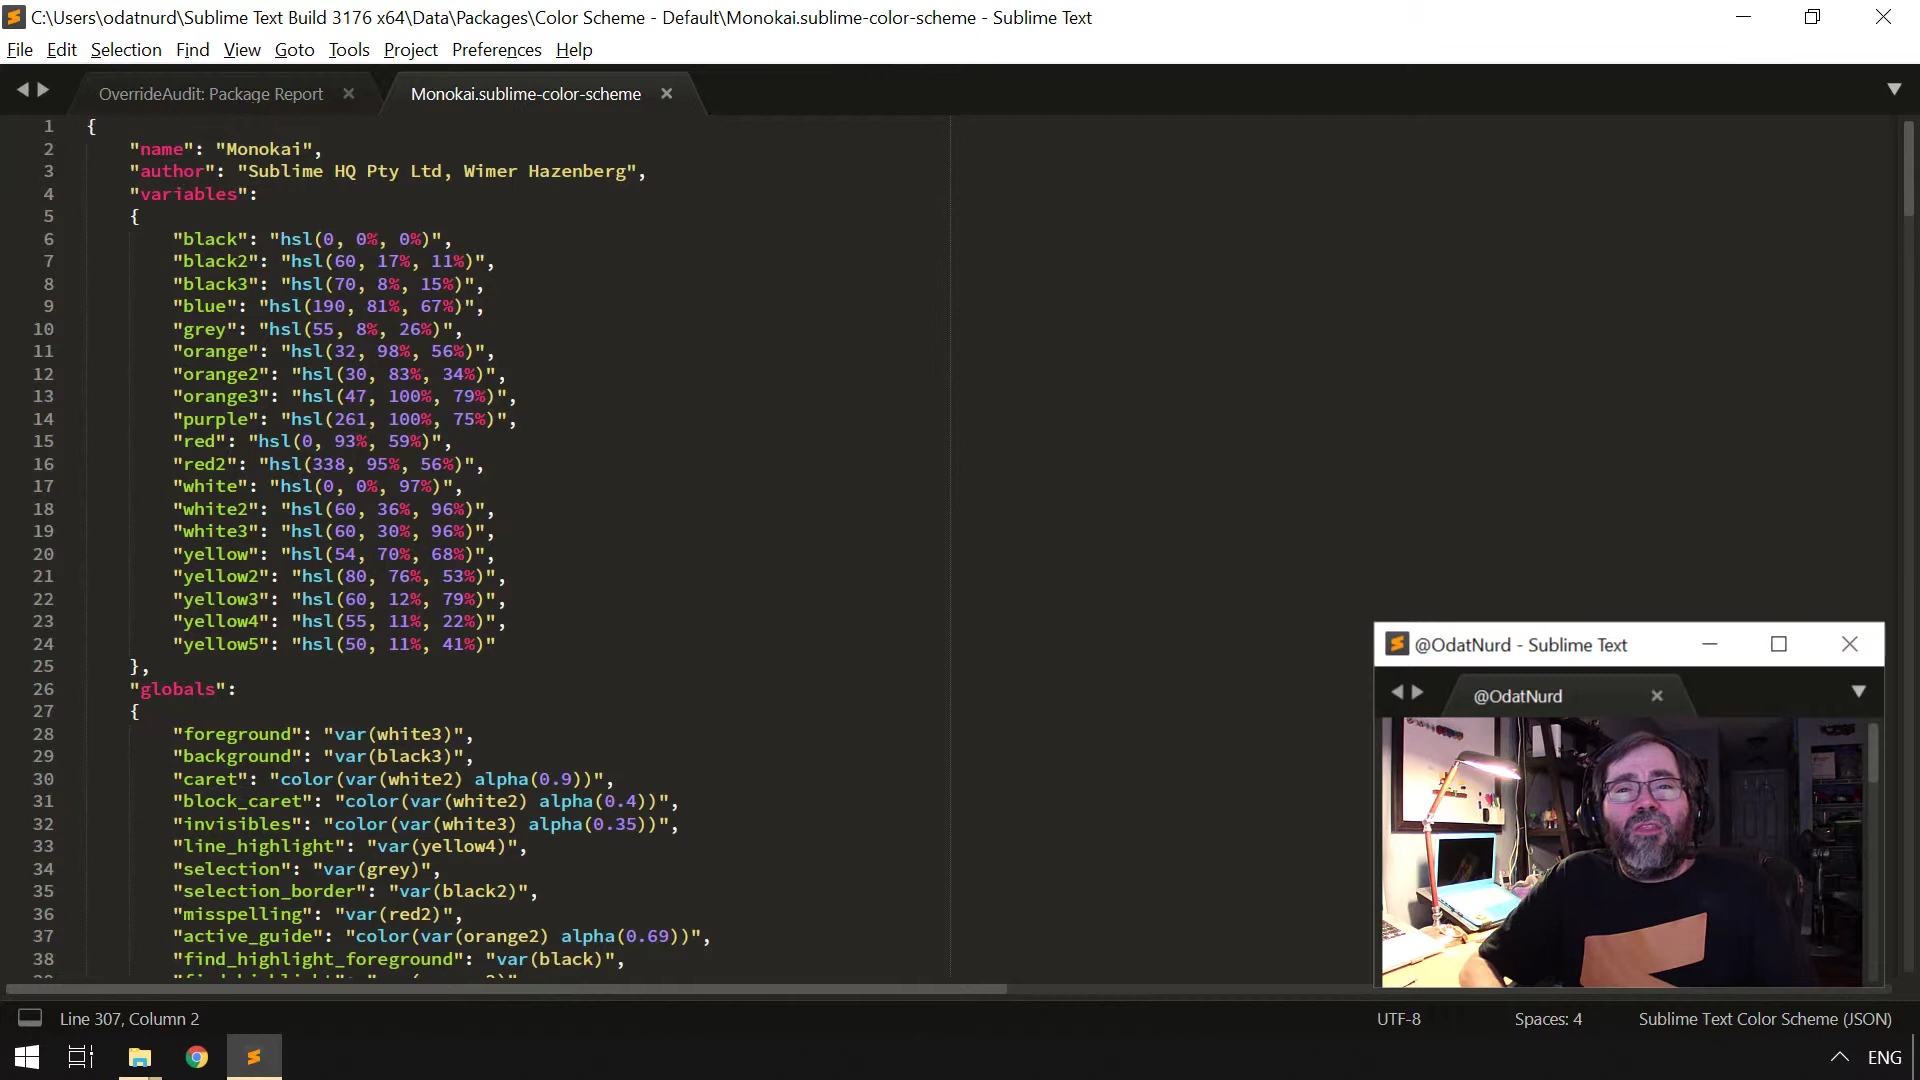 C:\Users\odatnurd\Sublime Text Build 3176 x64\Data\Packages\Color Scheme - Default\Monokai.sublime-color-scheme - Sublime Text
File Edit Selection Find View Goto Tools Project Preferences Help
OverrideAudit: Package Report × Monokai.sublime-color-scheme ×
1 {
2 "name": "Monokai",
3 "author": "Sublime HQ Pty Ltd, Wimer Hazenberg",
4 "variables":
5 {
6 "black": "hsl(0, 0%, 0%)",
7 "black2": "hsl(60, 17%, 11%)",
8 "black3": "hsl(70, 8%, 15%)",
9 "blue": "hsl(190, 81%, 67%)",
10 "grey": "hsl(55, 8%, 26%)",
11 "orange": "hsl(32, 98%, 56%)",
12 "orange2": "hsl(30, 83%, 34%)",
13 "orange3": "hsl(47, 100%, 79%)",
14 "purple": "hsl(261, 100%, 75%)",
15 "red": "hsl(0, 93%, 59%)",
16 "red2": "hsl(338, 95%, 56%)",
17 "white": "hsl(0, 0%, 97%)",
18 "white2": "hsl(60, 36%, 96%)",
19 "white3": "hsl(60, 30%, 96%)",
20 "yellow": "hsl(54, 70%, 68%)",
21 "yellow2": "hsl(80, 76%, 53%)",
22 "yellow3": "hsl(60, 12%, 79%)",
23 "yellow4": "hsl(55, 11%, 22%)",
24 "yellow5": "hsl(50, 11%, 41%)"
25 },
26 "globals":
27 {
28 "foreground": "var(white3)",
29 "background": "var(black3)",
30 "caret": "color(var(white2) alpha(0.9))",
31 "block_caret": "color(var(white2) alpha(0.4))",
32 "invisibles": "color(var(white3) alpha(0.35))",
33 "line_highlight": "var(yellow4)",
34 "selection": "var(grey)",
35 "selection_border": "var(black2)",
36 "misspelling": "var(red2)",
37 "active_guide": "color(var(orange2) alpha(0.69))",
38 "find_highlight_foreground": "var(black)",
@OdatNurd - Sublime Text
@OdatNurd ×
Line 307, Column 2 UTF-8 Spaces: 4 Sublime Text Color Scheme (JSON)
ENG